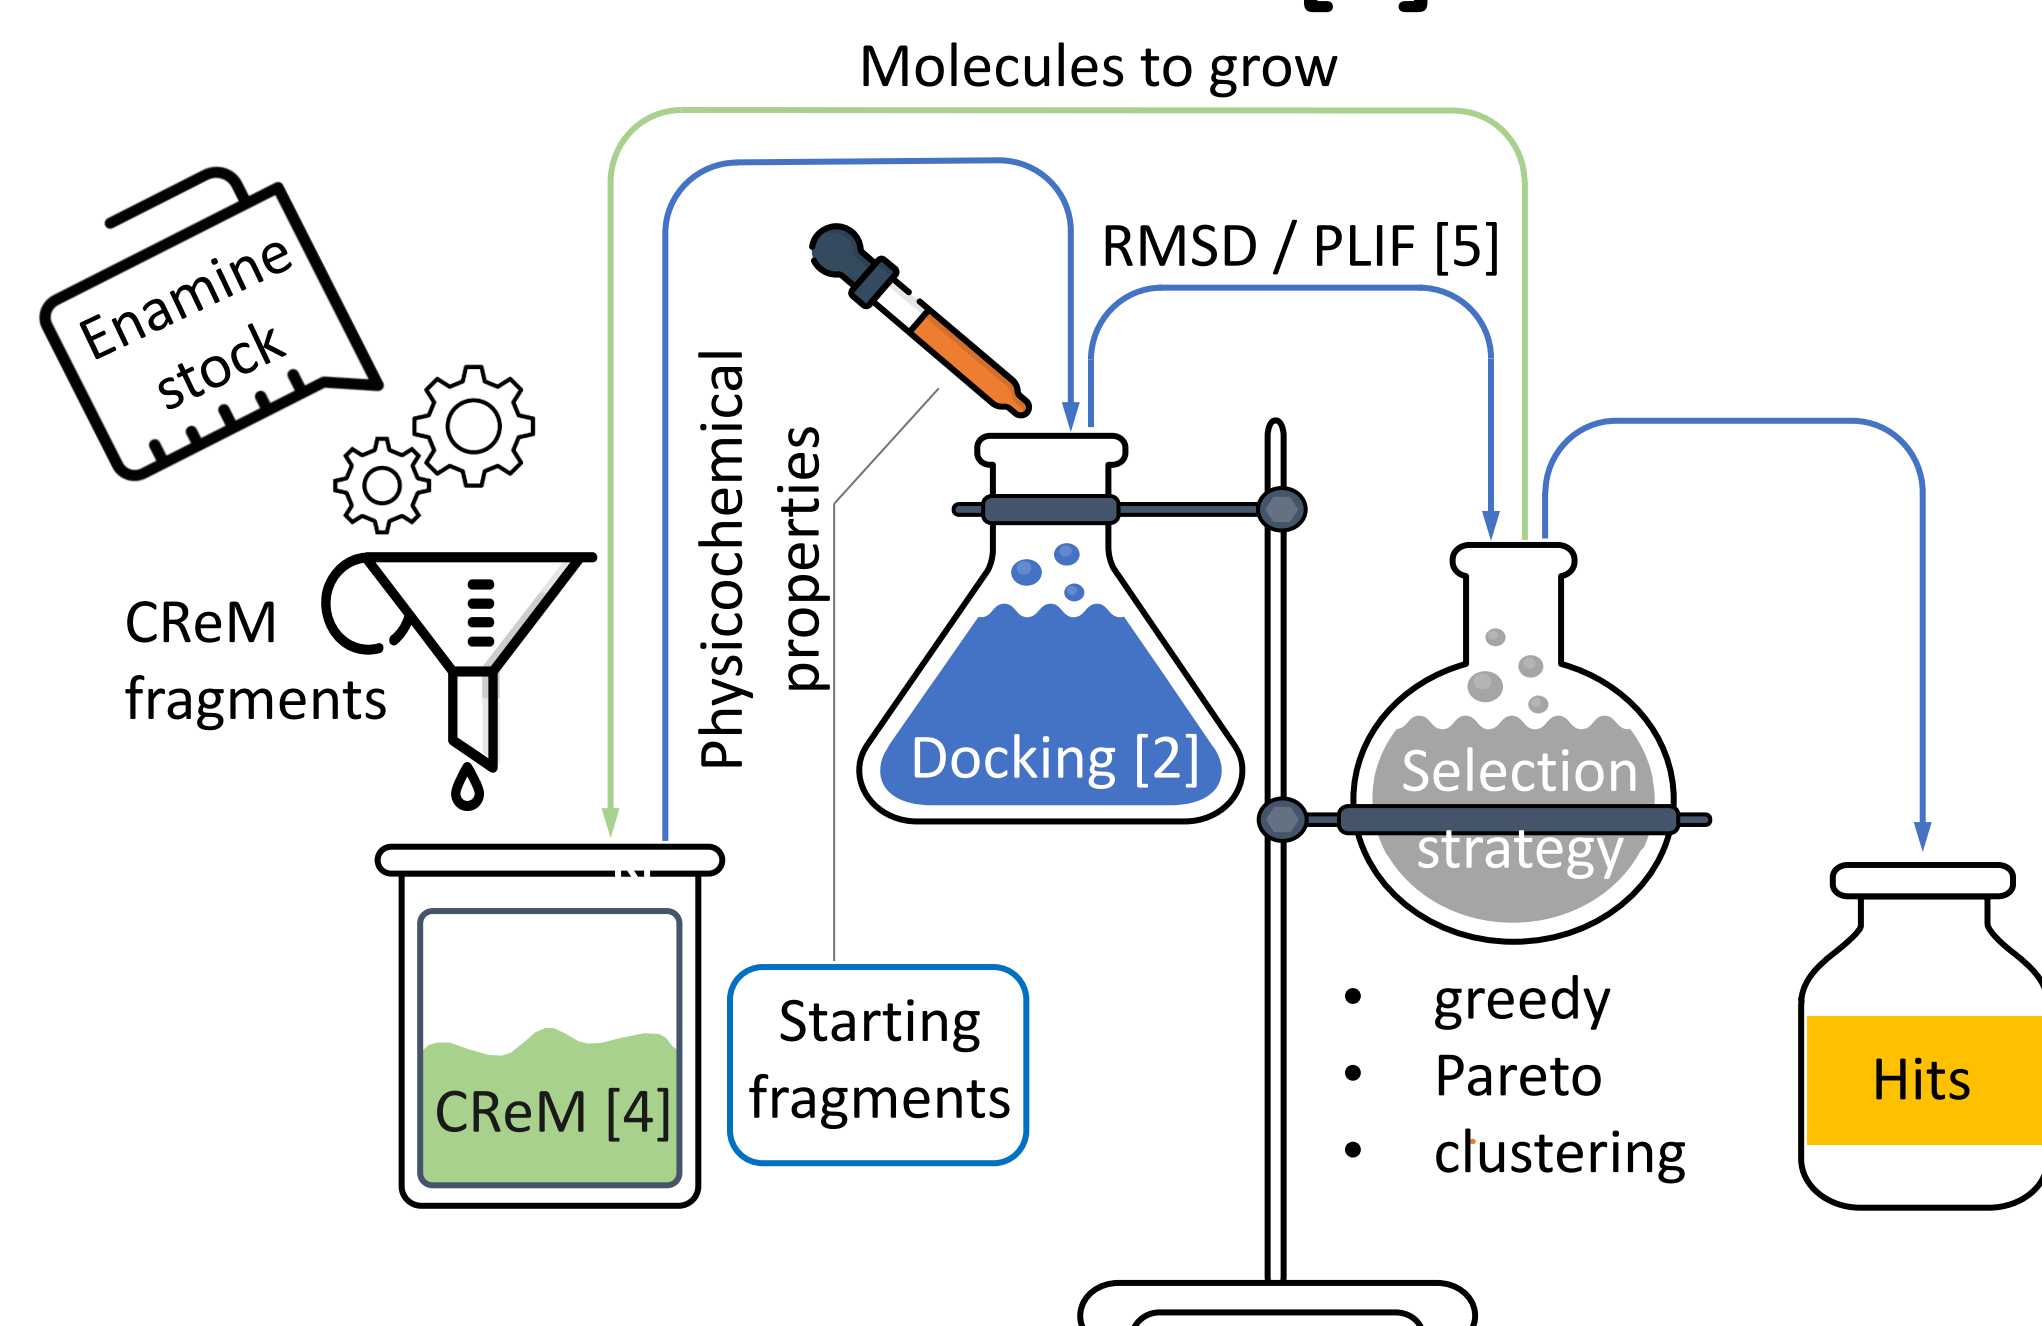 Molecules to grow
Enamine
stock
RMSD / PLIF [5]
Physicochemical
properties
CReM
fragments
Docking [2]
Selection
strategy
CReM [4]
Starting
fragments
• greedy
• Pareto
• clustering
Hits